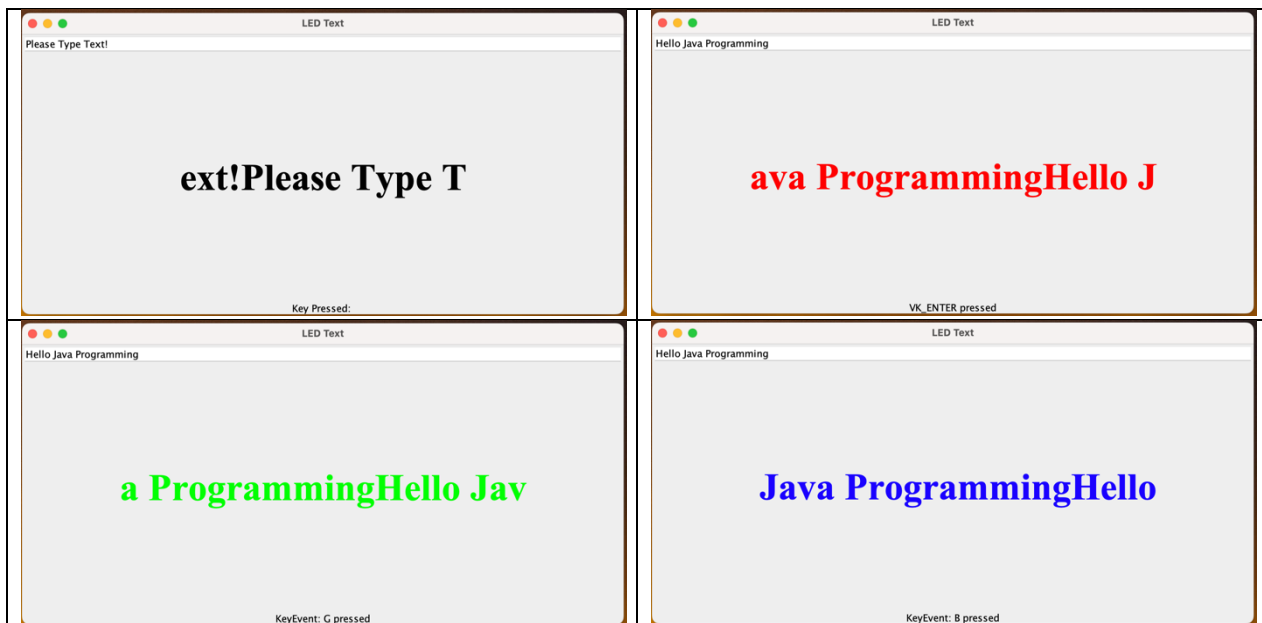 LED Text
Please Type Text!
ext!Please Type T
Key Pressed:
LED Text
Hello Java Programming
ava ProgrammingHello J
VK_ENTER pressed
LED Text
Hello Java Programming
a ProgrammingHello Jav
KeyEvent: G pressed
LED Text
Hello Java Programming
Java ProgrammingHello
KeyEvent: B pressed